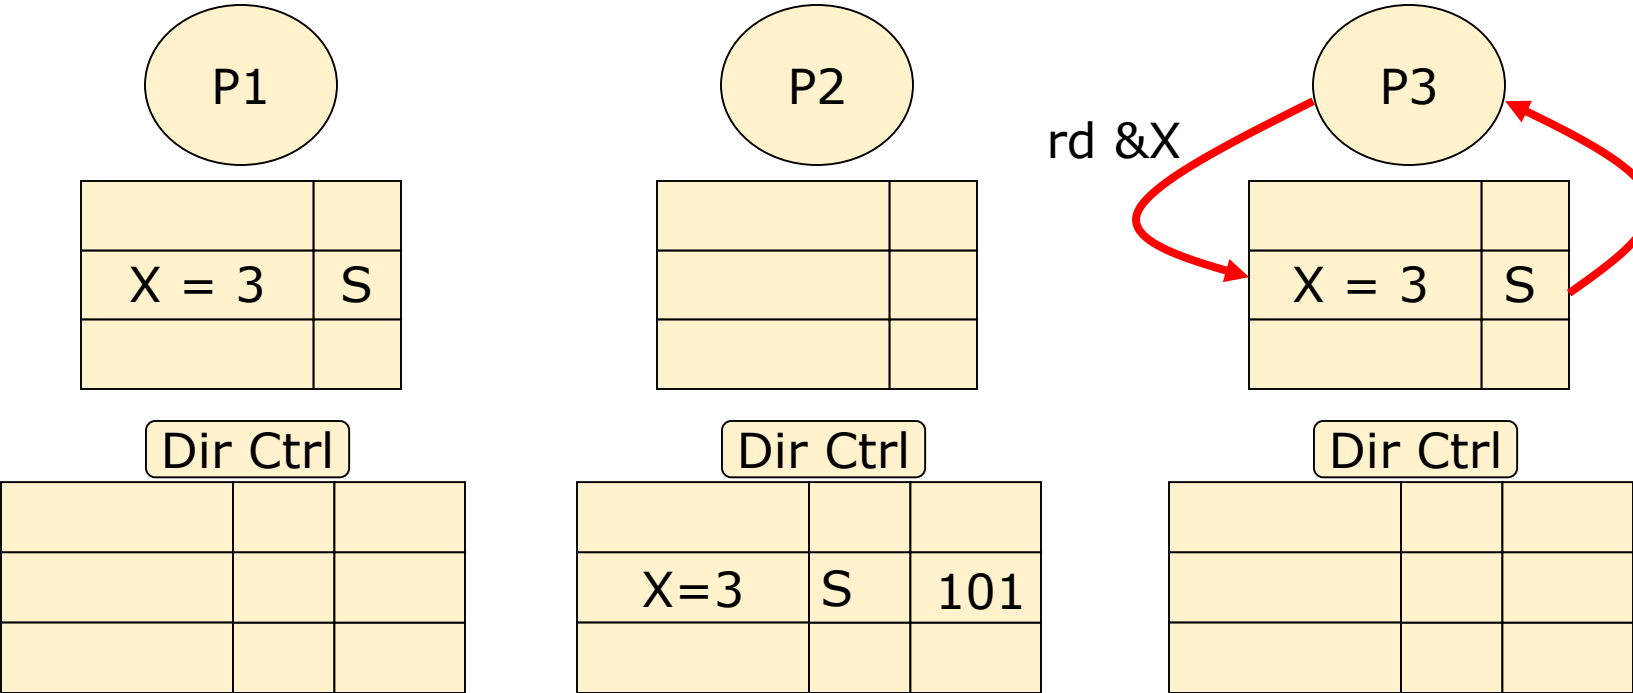 P1
P2
P3
rd &X
X = 3 S
X = 3 S
Dir Ctrl
Dir Ctrl
Dir Ctrl
X=3 S 101